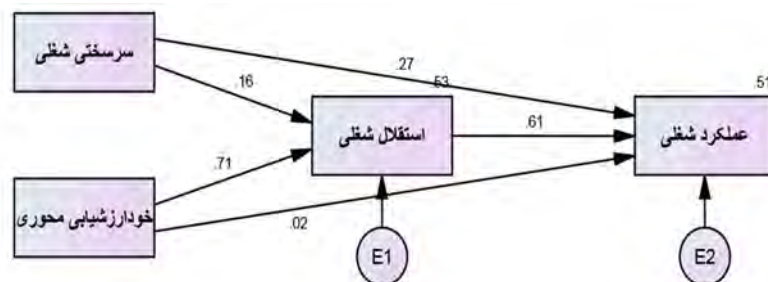 سرسختی شغلی
.27
.16
.53
.51
استقلال شغلی
.61
عملکرد شغلی
.71
خودارزشیابی محوری
.02
E1
E2